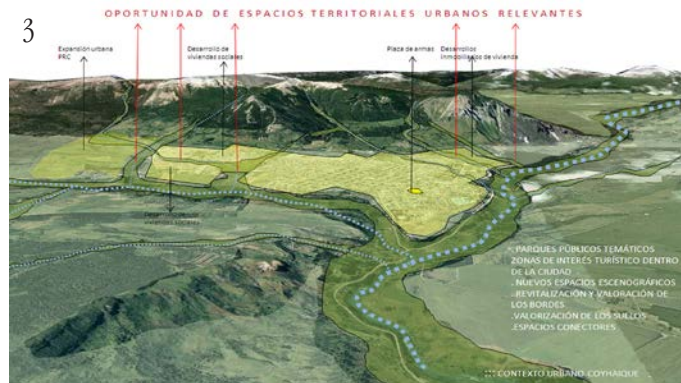 OPORTUNIDAD DE ESPACIOS TERRITORIALES URBANOS RELEVANTES
3
Expansión urbana
PRC
Desarrollo de
viviendas sociales
Plaza de armas
Desarrollos
inmobiliarios de vivienda
viviendas sociales
. PARQUES PÚBLICOS TEMÁTICOS
ZONAS DE INTERÉS TURÍSTICO DENTRO
DE LA CIUDAD
. NUEVOS ESPACIOS ESCENOGRÁFICOS
. REVITALIZACIÓN Y VALORACIÓN DE
LOS BORDES
.VALORIZACIÓN DE LOS SUELOS
.ESPACIOS CONECTORES
CONTEXTO URBANO COYHAIQUE